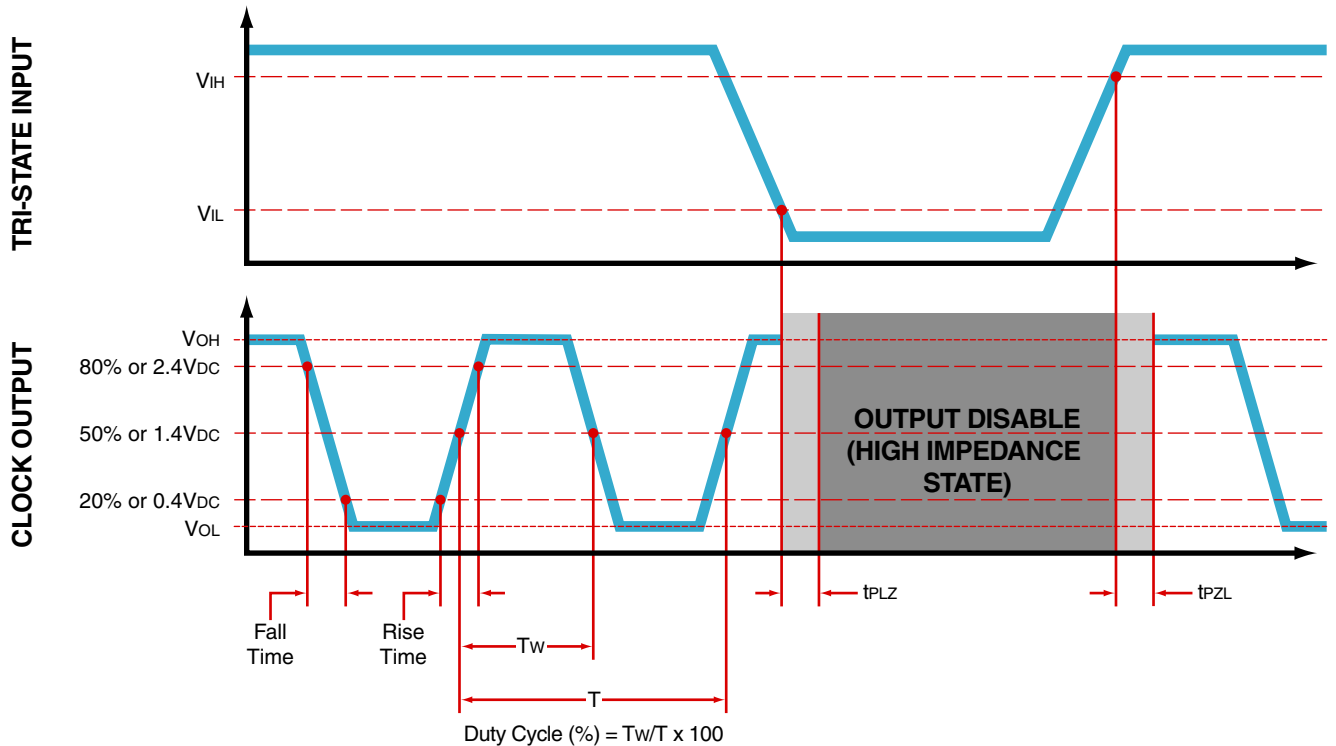 TRI-STATE INPUT
VIH
VIL
CLOCK OUTPUT
VOH
80% or 2.4VDC
50% or 1.4VDC
20% or 0.4VDC
VOL
OUTPUT DISABLE
(HIGH IMPEDANCE
STATE)
tPLZ
tPZL
Fall
Time
Rise
Time
TW
T
Duty Cycle (%) = TW/T x 100